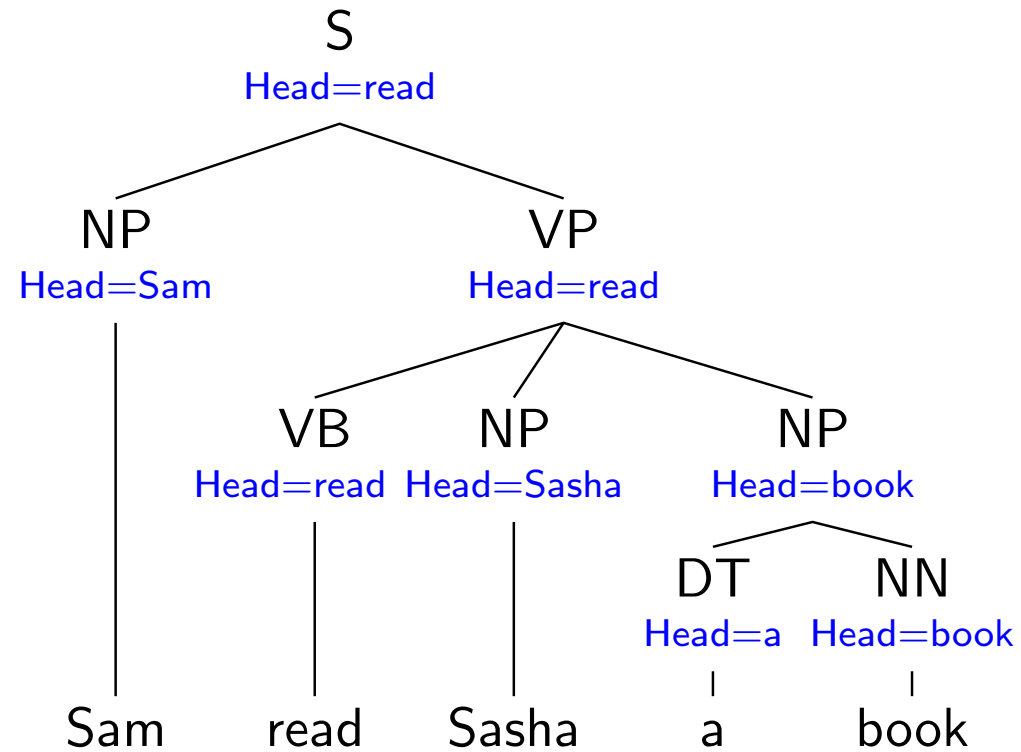 S
Head=read
NP VP
Head=Sam Head=read
VB NP NP
Head=read Head=Sasha Head=book
DT NN
Head=a Head=book
Sam read Sasha a book